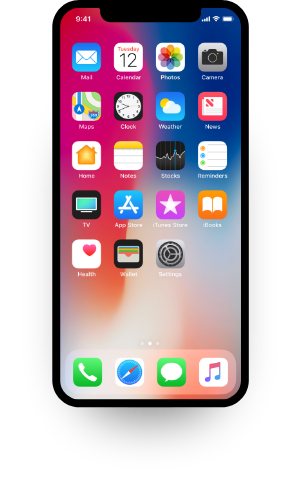 9:41
Tuesday
12
Mail Calendar Photos Camera
Maps Clock Weather News
Home Notes Stocks Reminders
TV App Store iTunes Store iBooks
Health Wallet Settings